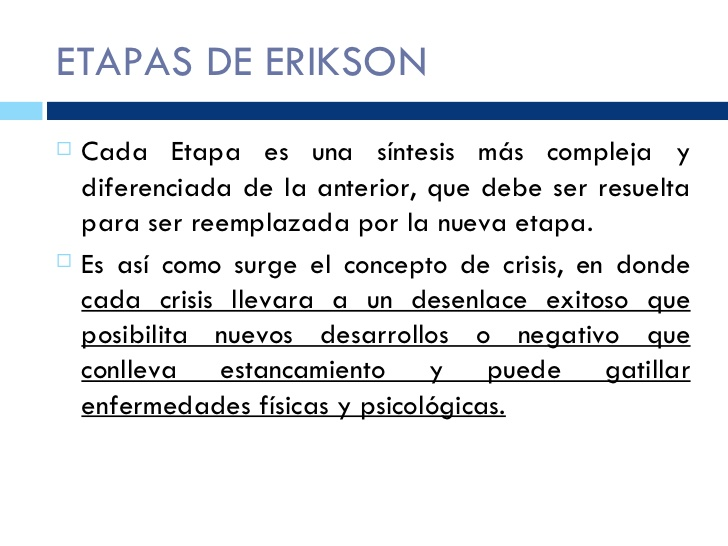 ETAPAS DE ERIKSON
Cada Etapa es una síntesis más compleja y
diferenciada de la anterior, que debe ser resuelta
para ser reemplazada por la nueva etapa.
Es así como surge el concepto de crisis, en donde
cada crisis llevara a un desenlace exitoso que
posibilita nuevos desarrollos o negativo que
conlleva estancamiento y puede gatillar
enfermedades físicas y psicológicas.